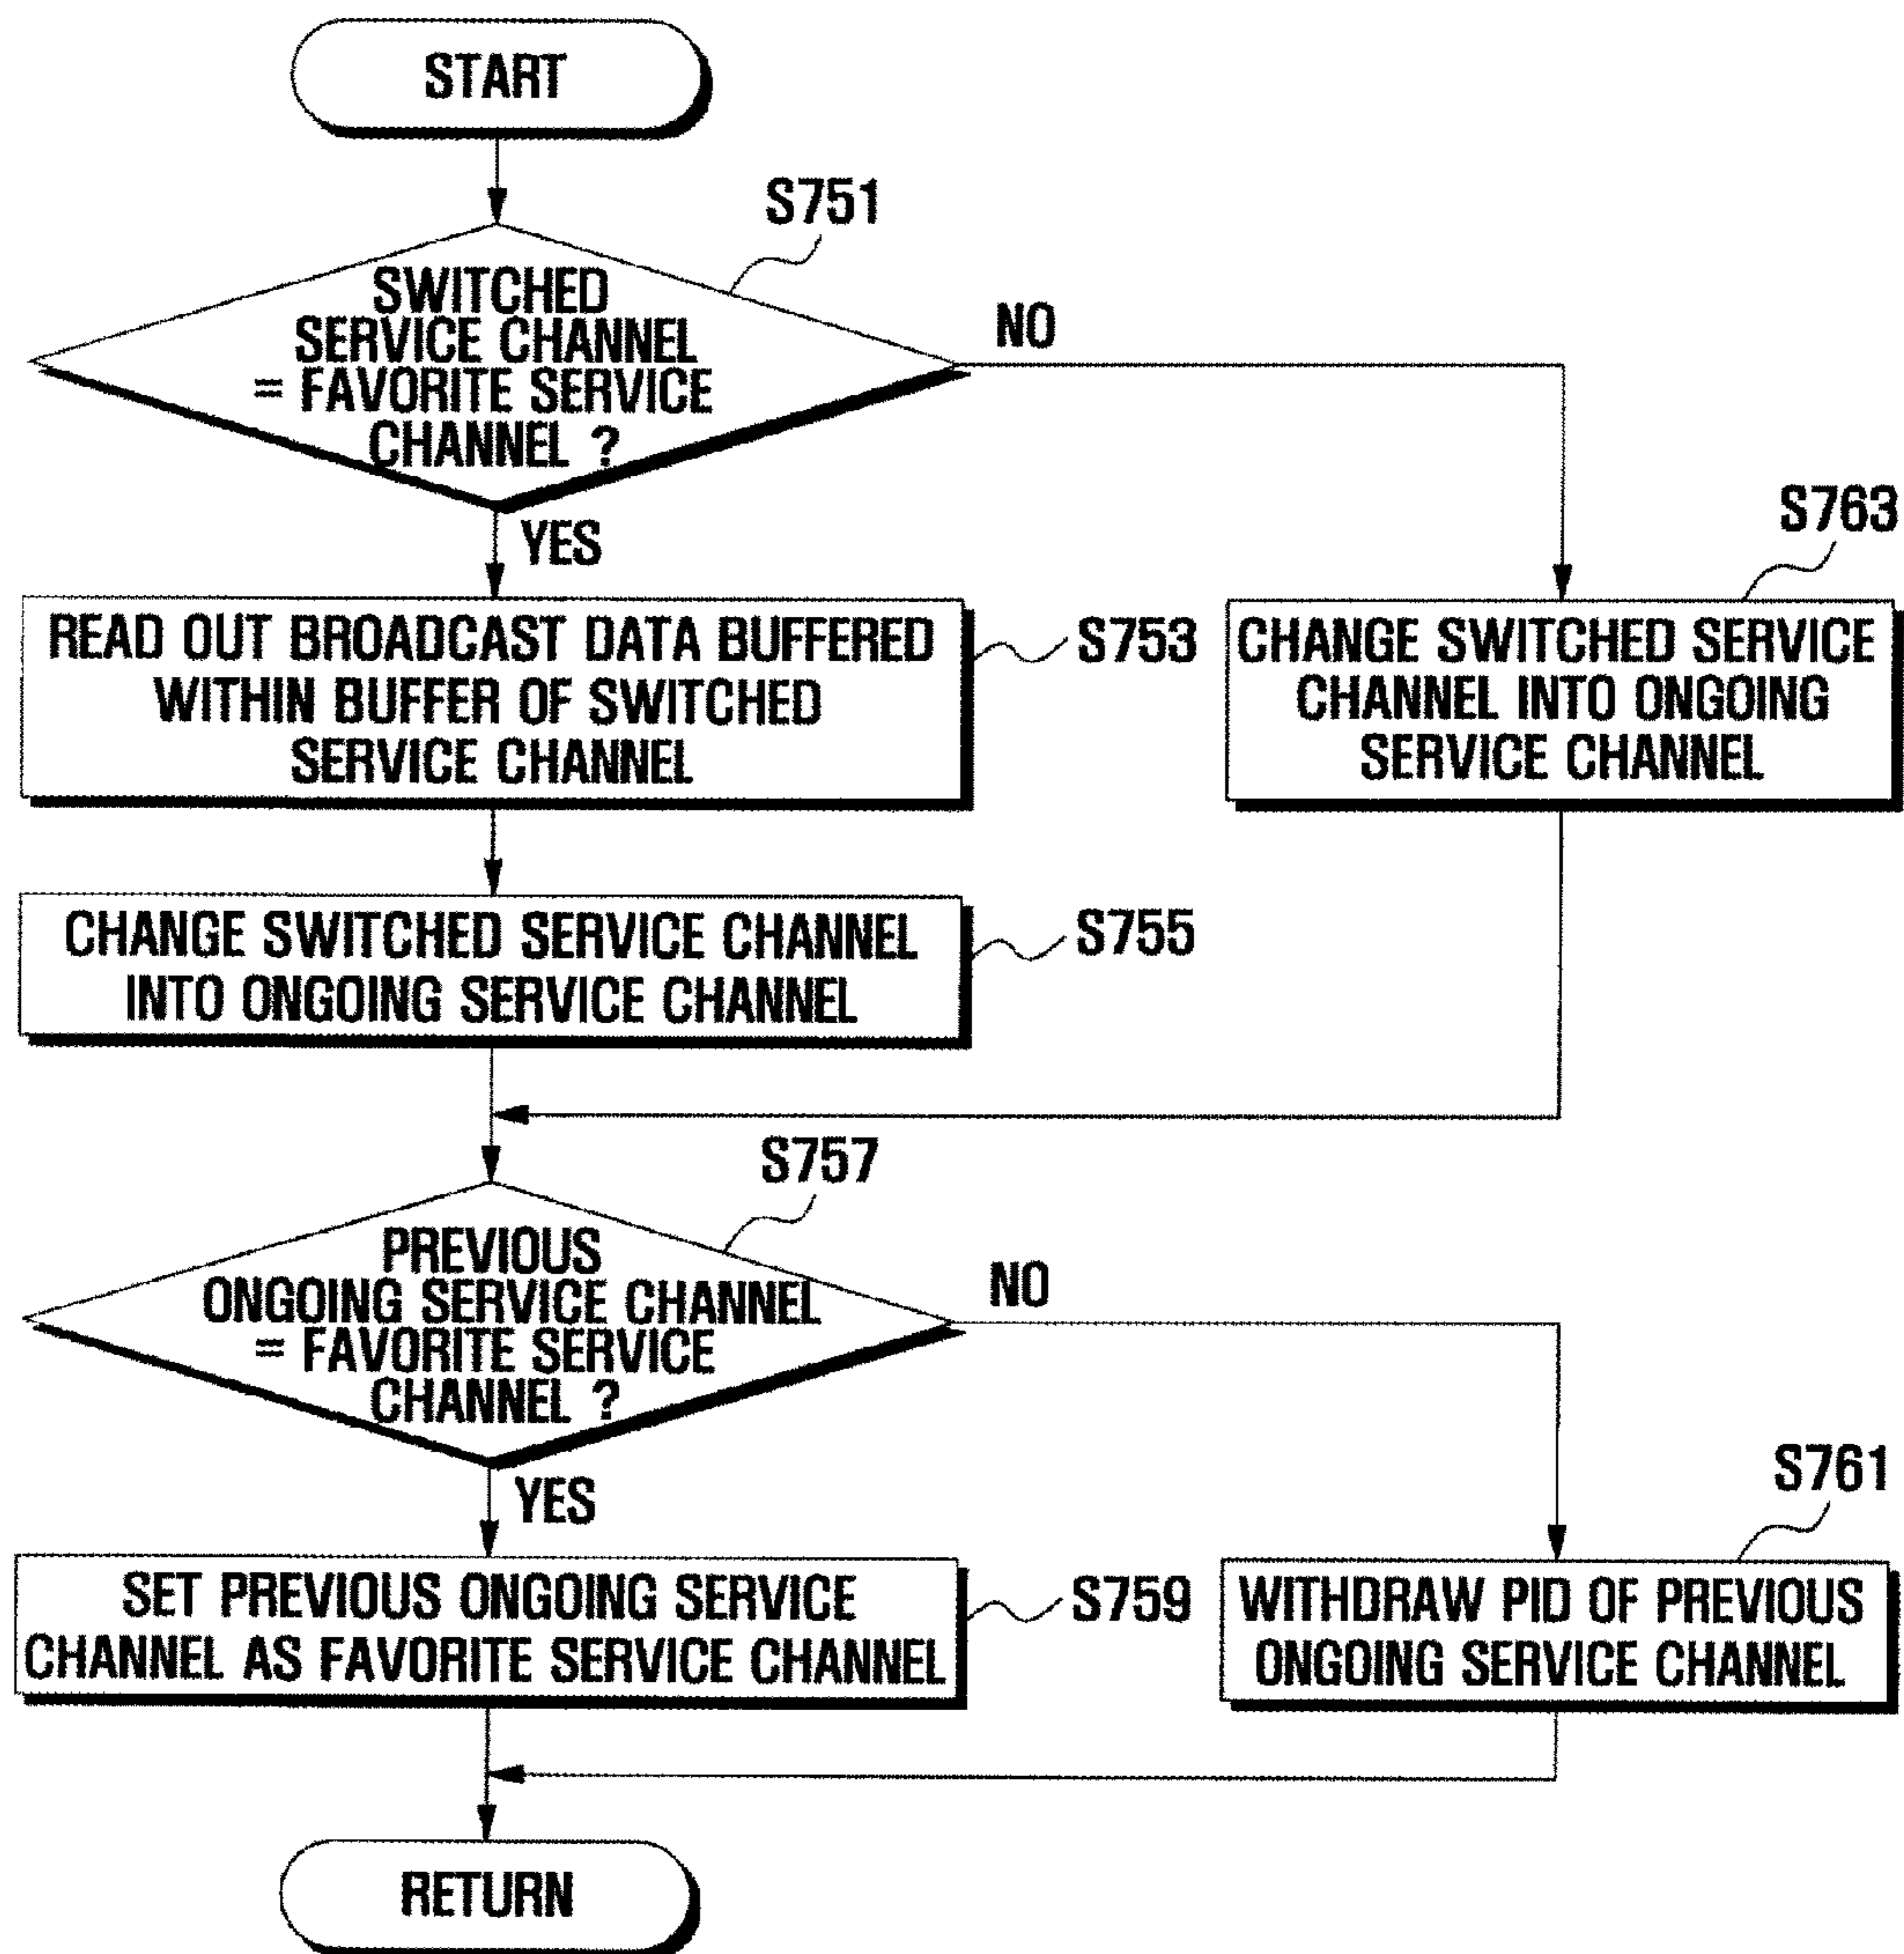 START
S751
SWITCHED
SERVICE CHANNEL
= FAVORITE SERVICE
CHANNEL ?
NO
YES
S763
READ OUT BROADCAST DATA BUFFERED
WITHIN BUFFER OF SWITCHED
SERVICE CHANNEL
S753
CHANGE SWITCHED SERVICE
CHANNEL INTO ONGOING
SERVICE CHANNEL
CHANGE SWITCHED SERVICE CHANNEL
INTO ONGOING SERVICE CHANNEL
S755
S757
PREVIOUS
ONGOING SERVICE CHANNEL
= FAVORITE SERVICE
CHANNEL ?
NO
YES
S761
SET PREVIOUS ONGOING SERVICE
CHANNEL AS FAVORITE SERVICE CHANNEL
S759
WITHDRAW PID OF PREVIOUS
ONGOING SERVICE CHANNEL
RETURN